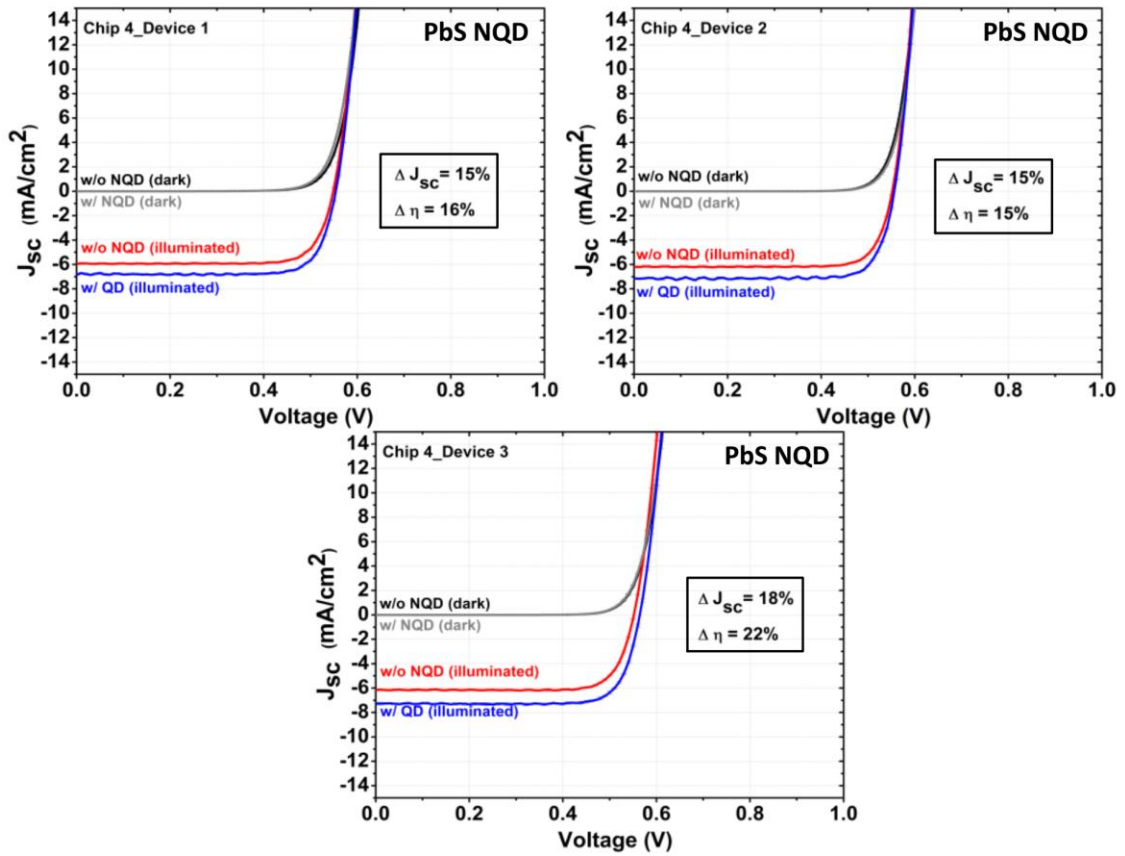 Chip 4_Device 1
PbS NQD
14
12
10
8
6
4
2
0
-2
-4
-6
-8
-10
-12
-14
J_SC (mA/cm²)
w/o NQD (dark)
w/ NQD (dark)
w/o NQD (illuminated)
w/ QD (illuminated)
Δ J_SC = 15%
Δ η = 16%
0.0 0.2 0.4 0.6 0.8 1.0
Voltage (V)
Chip 4_Device 2
PbS NQD
14
12
10
8
6
4
2
0
-2
-4
-6
-8
-10
-12
-14
J_SC (mA/cm²)
w/o NQD (dark)
w/ NQD (dark)
w/o NQD (illuminated)
w/ QD (illuminated)
Δ J_SC = 15%
Δ η = 15%
0.0 0.2 0.4 0.6 0.8 1.0
Voltage (V)
Chip 4_Device 3
PbS NQD
14
12
10
8
6
4
2
0
-2
-4
-6
-8
-10
-12
-14
J_SC (mA/cm²)
w/o NQD (dark)
w/ NQD (dark)
w/o NQD (illuminated)
w/ QD (illuminated)
Δ J_SC = 18%
Δ η = 22%
0.0 0.2 0.4 0.6 0.8 1.0
Voltage (V)